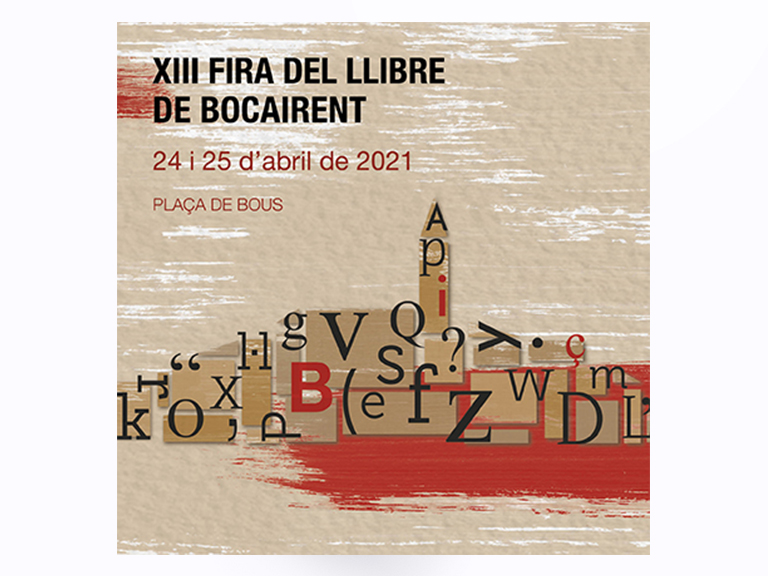 XIII FIRA DEL LLIBRE
DE BOCAIRENT
24 i 25 d'abril de 2021
PLAÇA DE BOUS
A
p
i
g V Q
l·l S ? y . ç
k r “ o X ; p B ( e f Z W D m L '